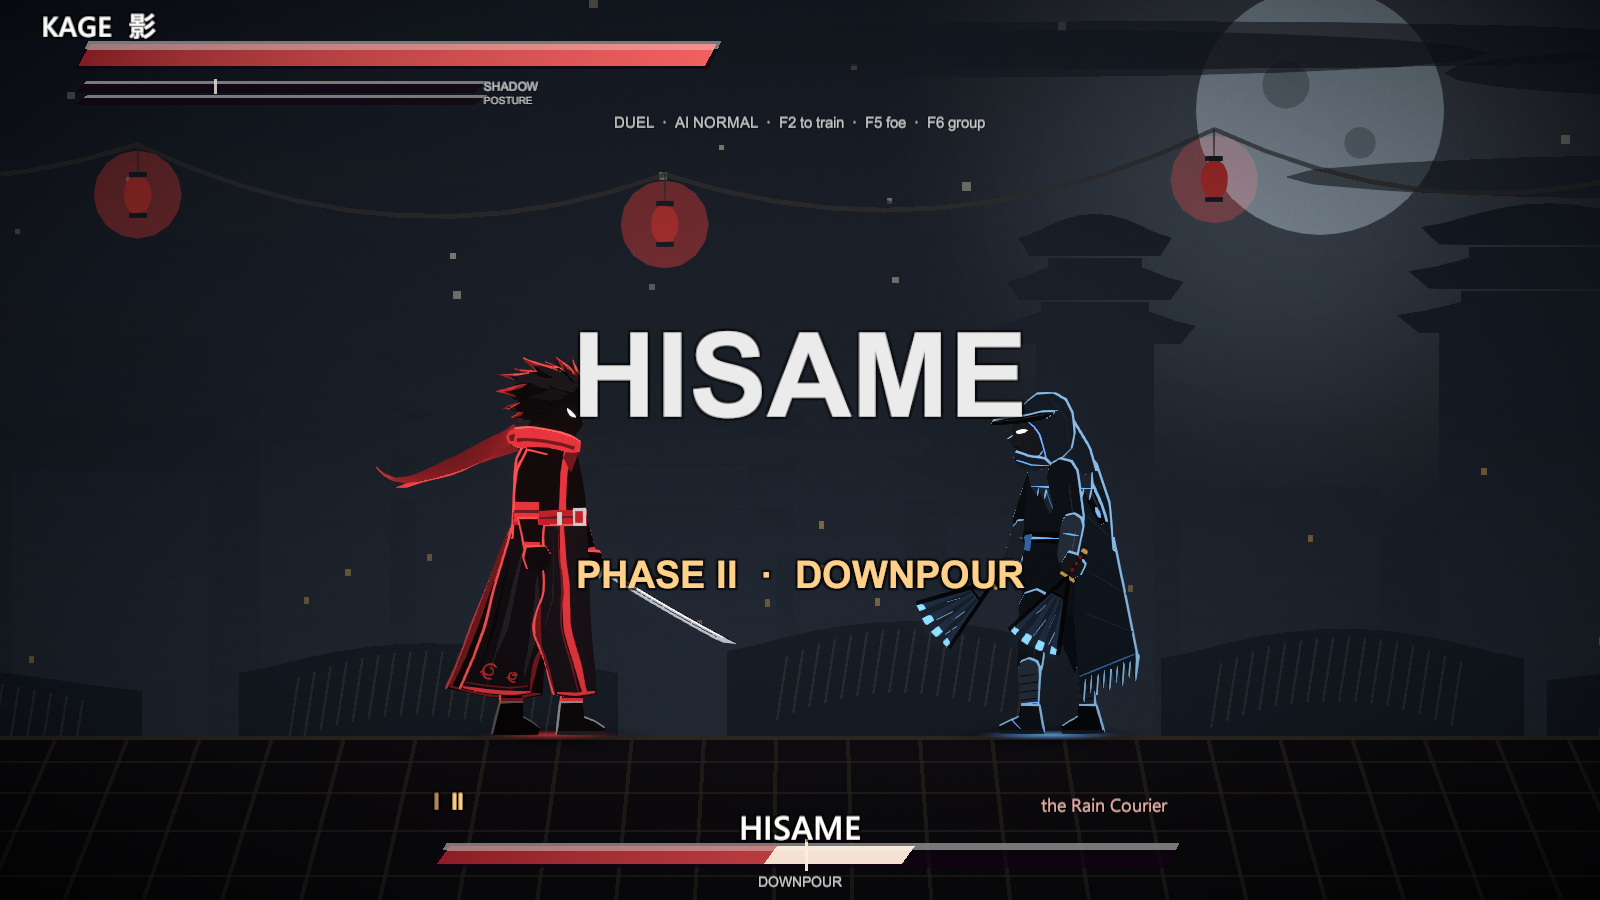 KAGE 影
SHADOW
POSTURE
DUEL · AI NORMAL · F2 to train · F5 foe · F6 group
HISAME
PHASE II · DOWNPOUR
I II
the Rain Courier
HISAME
DOWNPOUR